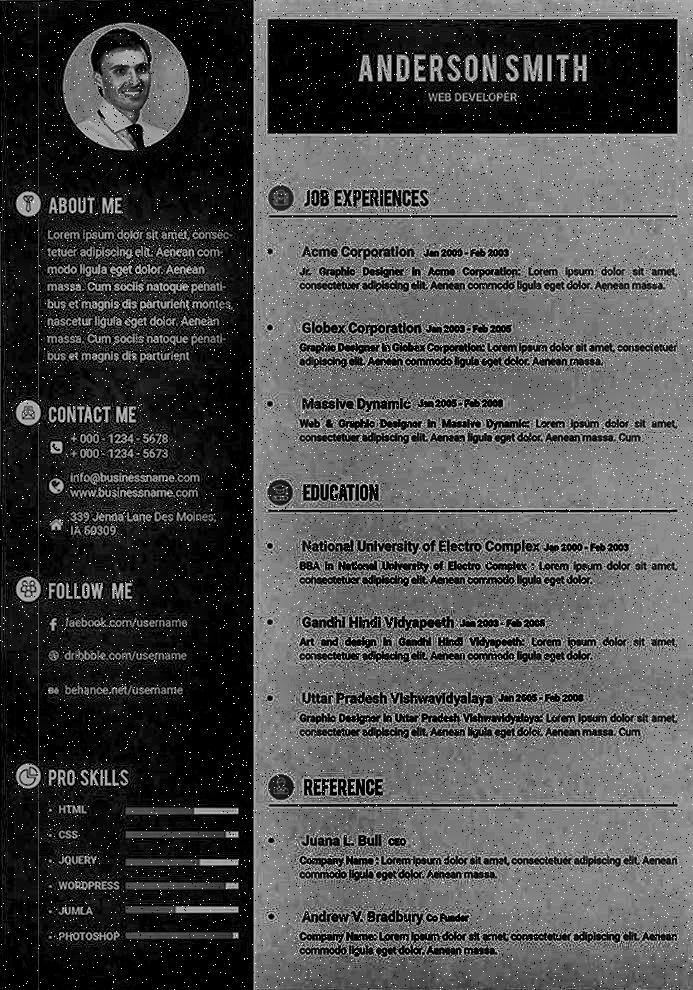 ANDERSON SMITH
WEB DEVELOPER
ABOUT ME
Lorem ipsum dolor sit amet, consec-
tetuer adipiscing elit. Aenean com-
modo ligula eget dolor. Aenean
massa. Cum sociis natoque penati-
bus et magnis dis parturient montes,
nascetur ligula eget dolor. Aenean
massa. Cum sociis natoque penati-
bus et magnis dis parturient
CONTACT ME
+ 000 - 1234 - 5678
+ 000 - 1234 - 5673
info@businessname.com
www.businessname.com
339 Jenda Lane Des Moines,
IA 50309
FOLLOW ME
faebook.com/username
dribbble.com/username
behance.net/username
PRO SKILLS
HTML
CSS
JQUERY
WORDPRESS
JUMLA
PHOTOSHOP
JOB EXPERIENCES
Acme Corporation Jan 2000 - Feb 2003
Jr. Graphic Designer in Acme Corporation: Lorem ipsum dolor sit amet,
consectetuer adipiscing elit. Aenean commodo ligula eget dolor. Aenean massa.
Globex Corporation Jan 2003 - Feb 2005
Graphic Designer in Globex Corporation: Lorem ipsum dolor sit amet, consectetuer
adipiscing elit. Aenean commodo ligula eget dolor. Aenean massa.
Massive Dynamic Jan 2005 - Feb 2008
Web & Graphic Designer in Massive Dynamic: Lorem ipsum dolor sit amet,
consectetuer adipiscing elit. Aenean ligula eget dolor. Aenean massa. Cum
EDUCATION
National University of Electro Complex Jan 2000 - Feb 2003
BBA in National University of Electro Complex : Lorem ipsum dolor sit amet,
consectetuer adipiscing elit. Aenean commodo ligula eget dolor.
Gandhi Hindi Vidyapeeth Jan 2003 - Feb 2005
Art and design in Gandhi Hindi Vidyapeeth: Lorem ipsum dolor sit amet,
consectetuer adipiscing elit. Aenean commodo ligula eget dolor.
Uttar Pradesh Vishwavidyalaya Jan 2005 - Feb 2008
Graphic Designer in Uttar Pradesh Vishwavidyalaya: Lorem ipsum dolor sit amet,
consectetuer adipiscing elit. Aenean ligula eget dolor. Aenean massa. Cum
REFERENCE
Juana L. Bull CEO
Company Name : Lorem ipsum dolor sit amet, consectetuer adipiscing elit. Aenean
commodo ligula eget dolor. Aenean massa.
Andrew V. Bradbury Co Funder
Company Name: Lorem ipsum dolor sit amet, consectetuer adipiscing elit. Aenean
commodo ligula eget dolor. Aenean massa.